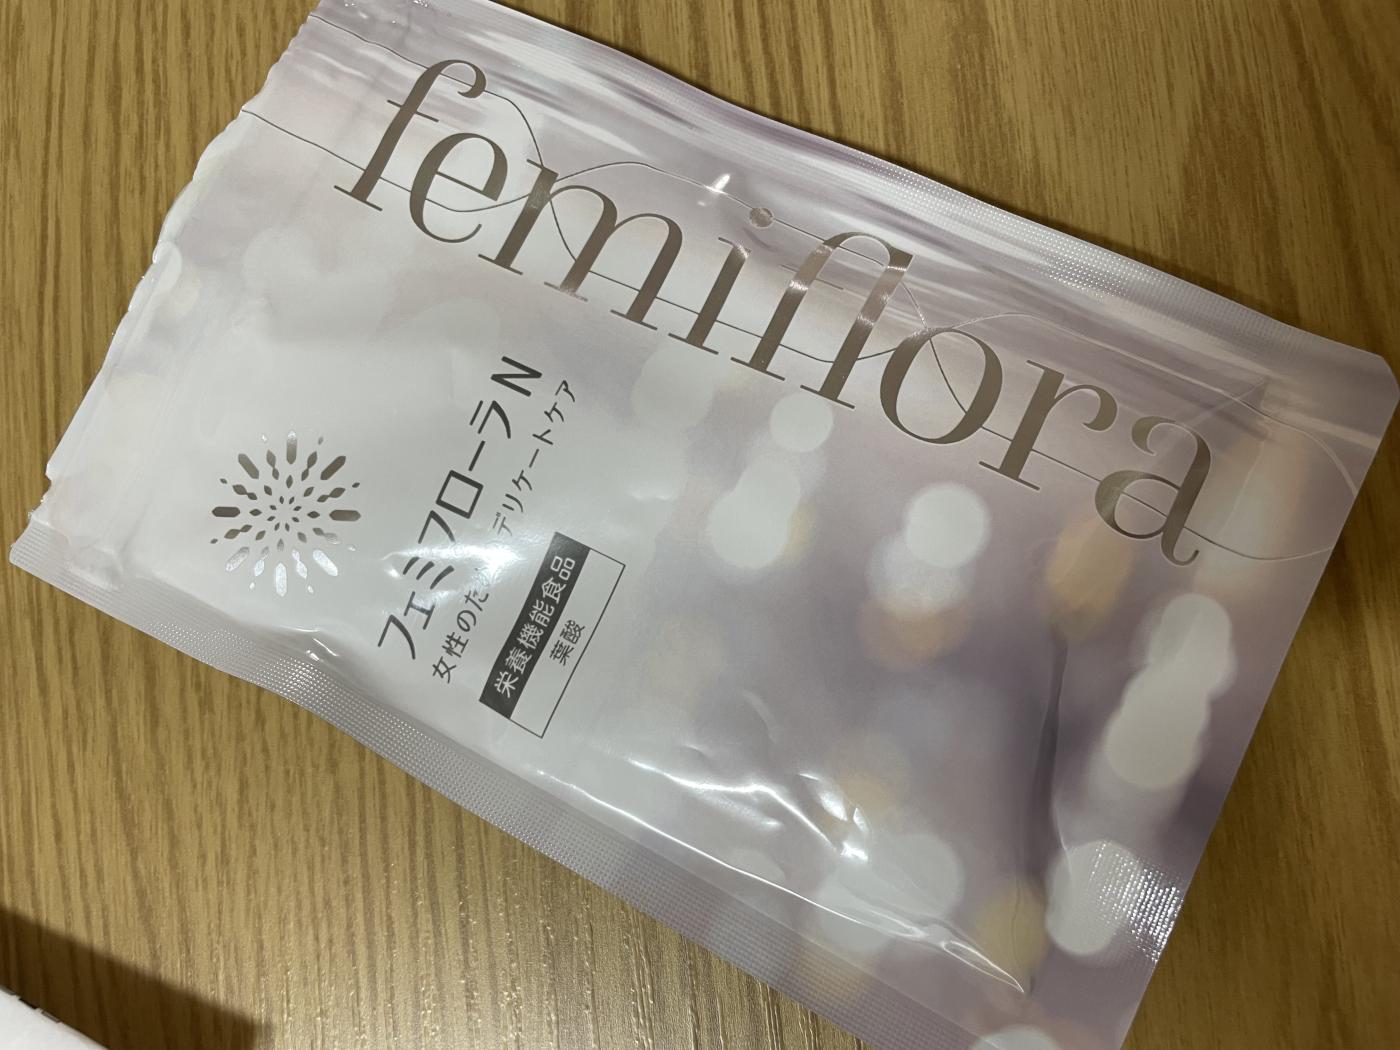 femiflora
フェミフローラN
女性のた デリケートケア
栄養機能食品
葉酸